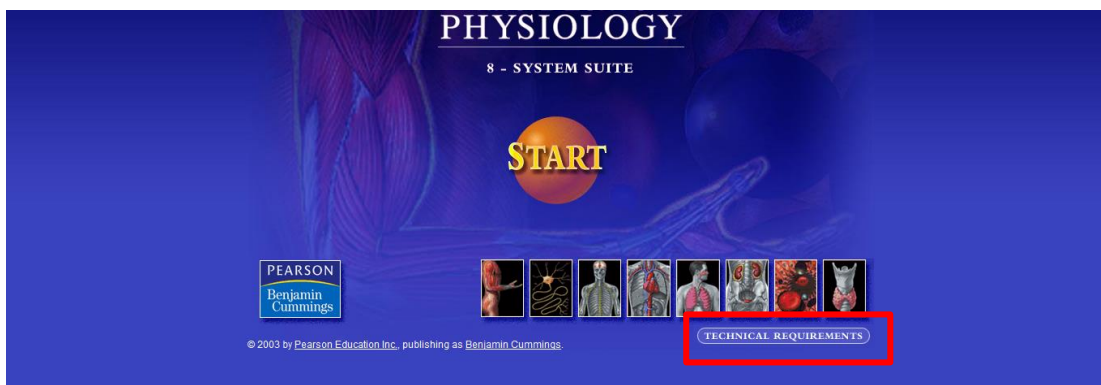 PHYSIOLOGY
8 - SYSTEM SUITE
START
PEARSON
Benjamin
Cummings
TECHNICAL REQUIREMENTS
© 2003 by Pearson Education Inc., publishing as Benjamin Cummings.